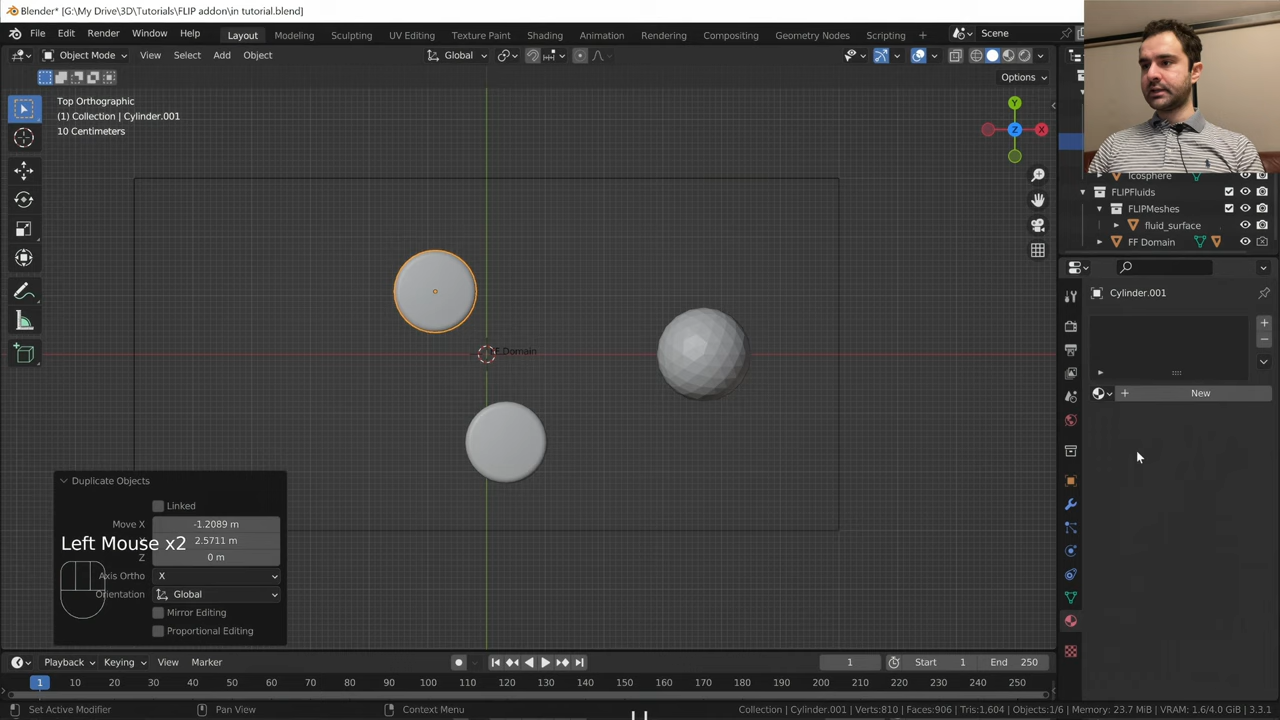 Blender* [G:\My Drive\3D\Tutorials\FLIP addon\in tutorial.blend]
File Edit Render Window Help Layout Modeling Sculpting UV Editing Texture Paint Shading Animation Rendering Compositing Geometry Nodes Scripting Scene
Object Mode View Select Add Object Global
Options
Top Orthographic
(1) Collection | Cylinder.001
10 Centimeters
Y
Z
X
Icosphere
FLIPFluids
FLIPMeshes
fluid_surface
FF Domain
Cylinder.001
FF Domain
New
Duplicate Objects
Linked
Move X -1.2089 m
2.5711 m
Z 0 m
Left Mouse x2
Axis Ortho X
Orientation Global
Mirror Editing
Proportional Editing
Playback Keying View Marker 1 Start 1 End 250
1 10 20 30 40 50 60 70 80 90 100 110 120 130 140 150 160 170 180 190 200 210 220 230 240 250
Set Active Modifier Pan View Context Menu Collection | Cylinder.001 | Verts:810 | Faces:906 | Tris:1,604 | Objects:1/6 | Memory: 23.7 MiB | VRAM: 1.6/4.0 GiB | 3.3.1